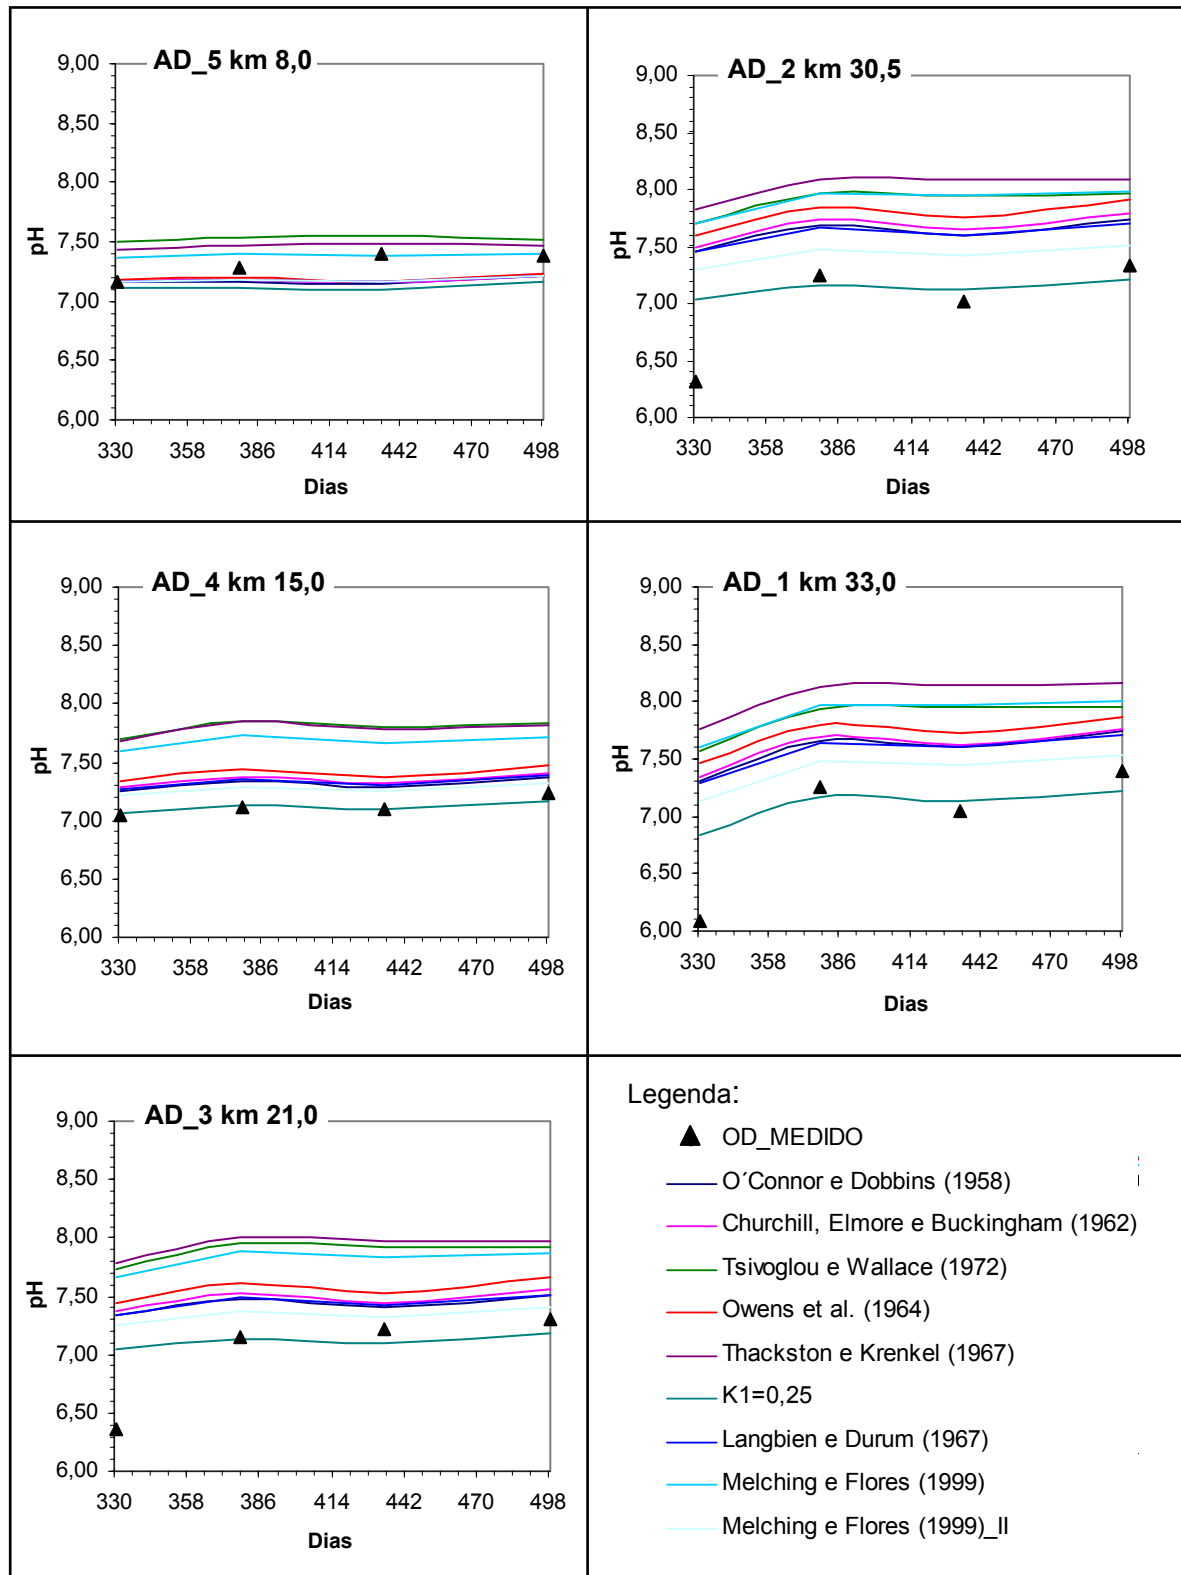 AD_5 km 8,0
9,00
8,50
8,00
7,50
7,00
6,50
6,00
pH
330 358 386 414 442 470 498
Dias
AD_2 km 30,5
9,00
8,50
8,00
7,50
7,00
6,50
6,00
pH
330 358 386 414 442 470 498
Dias
AD_4 km 15,0
9,00
8,50
8,00
7,50
7,00
6,50
6,00
pH
330 358 386 414 442 470 498
Dias
AD_1 km 33,0
9,00
8,50
8,00
7,50
7,00
6,50
6,00
pH
330 358 386 414 442 470 498
Dias
AD_3 km 21,0
9,00
8,50
8,00
7,50
7,00
6,50
6,00
pH
330 358 386 414 442 470 498
Dias
Legenda:
OD_MEDIDO
O´Connor e Dobbins (1958)
Churchill, Elmore e Buckingham (1962)
Tsivoglou e Wallace (1972)
Owens et al. (1964)
Thackston e Krenkel (1967)
K1=0,25
Langbien e Durum (1967)
Melching e Flores (1999)
Melching e Flores (1999)_II